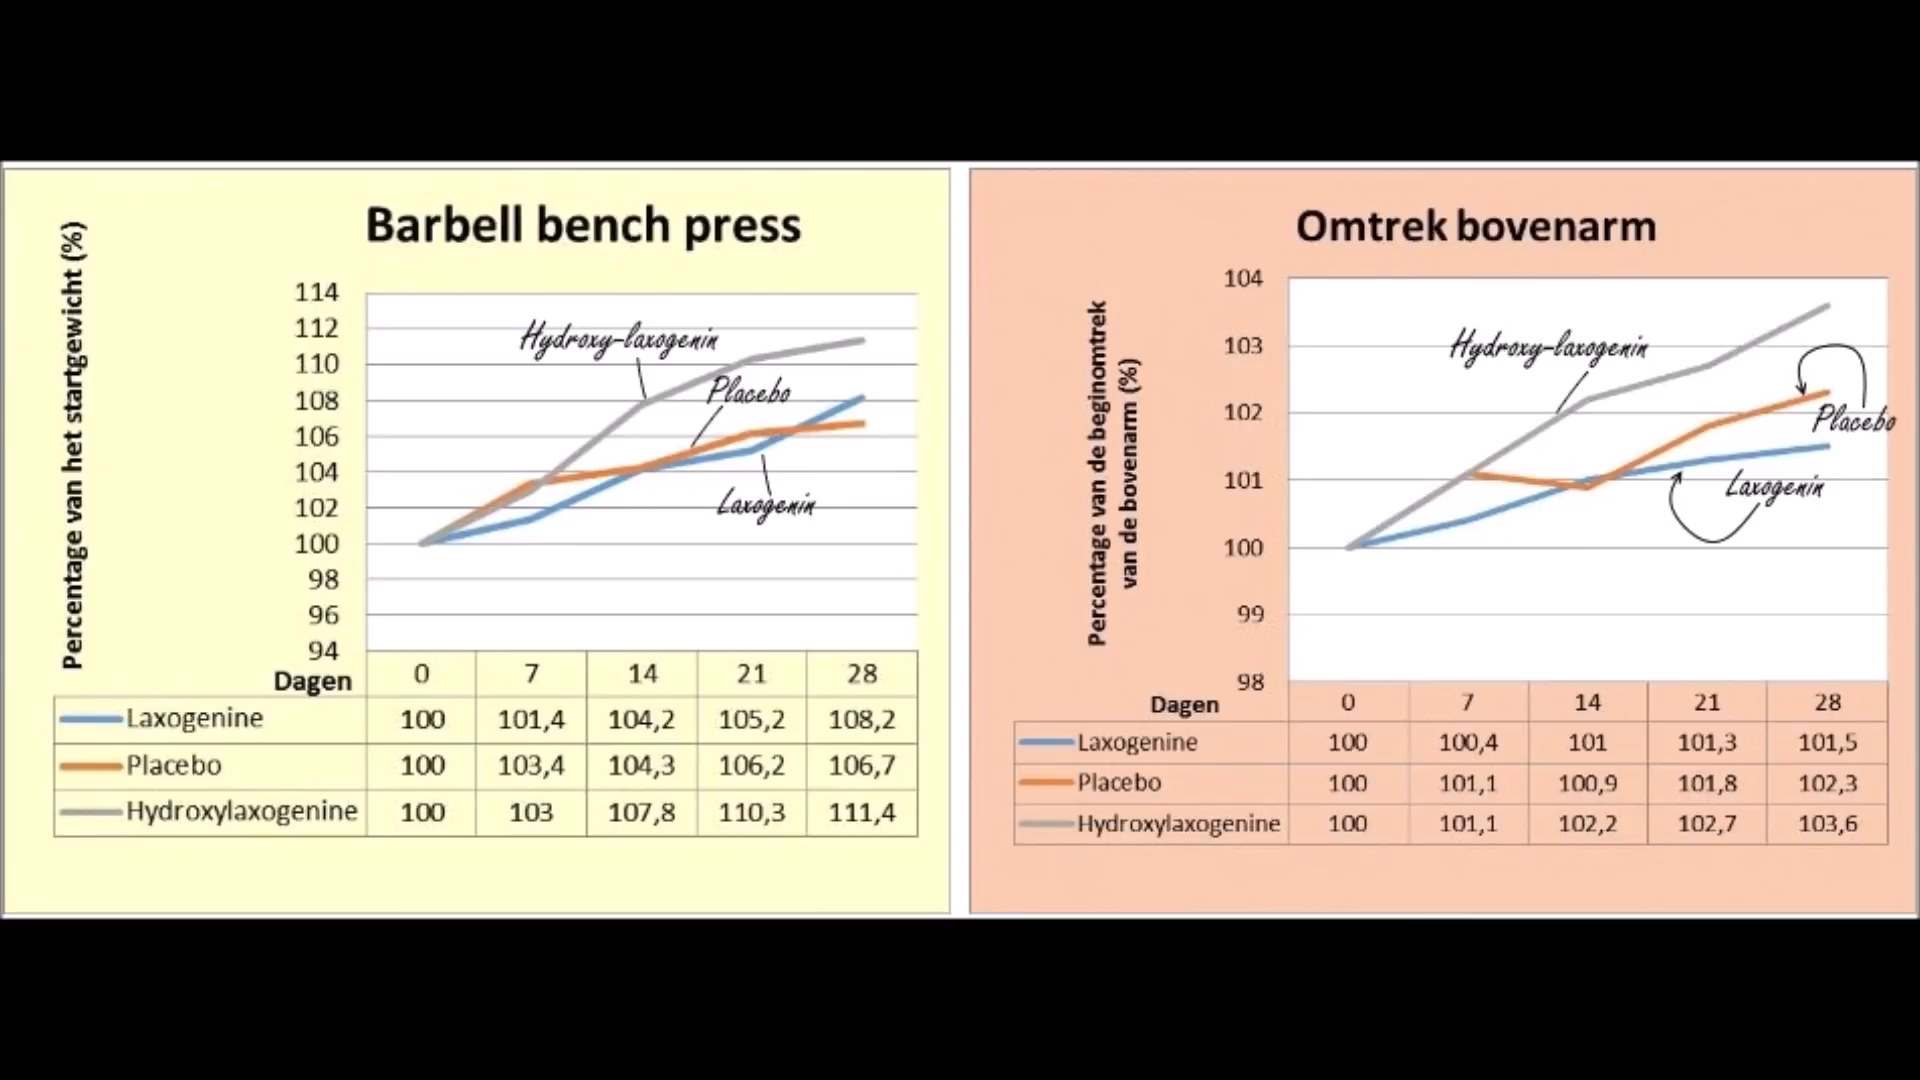 Barbell bench press
Percentage van het startgewicht (%)
114
112
110
108
106
104
102
100
98
96
94
Hydroxy-laxogenin
Placebo
Laxogenin
Dagen 0 7 14 21 28
Laxogenine 100 101,4 104,2 105,2 108,2
Placebo 100 103,4 104,3 106,2 106,7
Hydroxylaxogenine 100 103 107,8 110,3 111,4
Omtrek bovenarm
Percentage van de beginomtrek
van de bovenarm (%)
104
103
102
101
100
99
98
Hydroxy-laxogenin
Placebo
Laxogenin
Dagen 0 7 14 21 28
Laxogenine 100 100,4 101 101,3 101,5
Placebo 100 101,1 100,9 101,8 102,3
Hydroxylaxogenine 100 101,1 102,2 102,7 103,6